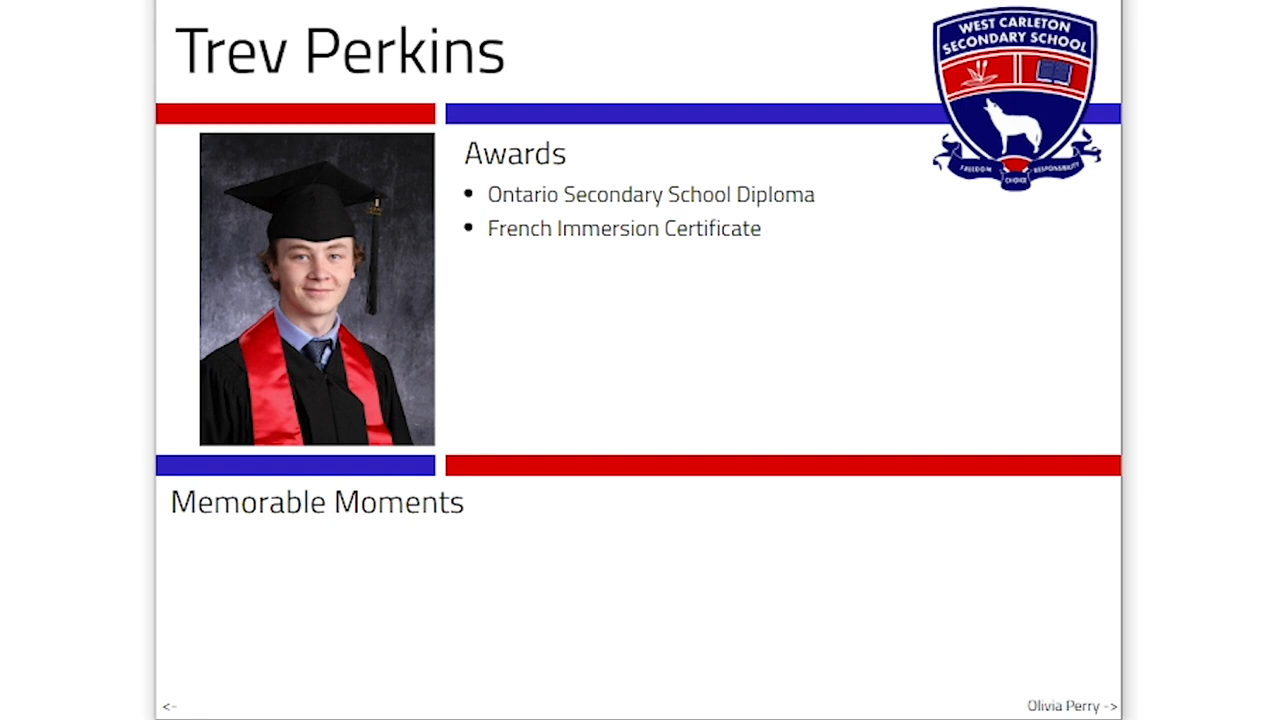 Trev Perkins
WEST CARLETON
SECONDARY SCHOOL
Awards
• Ontario Secondary School Diploma
• French Immersion Certificate
FREEDOM
CHOICE
RESPONSIBILITY
Memorable Moments
<-
Olivia Perry ->